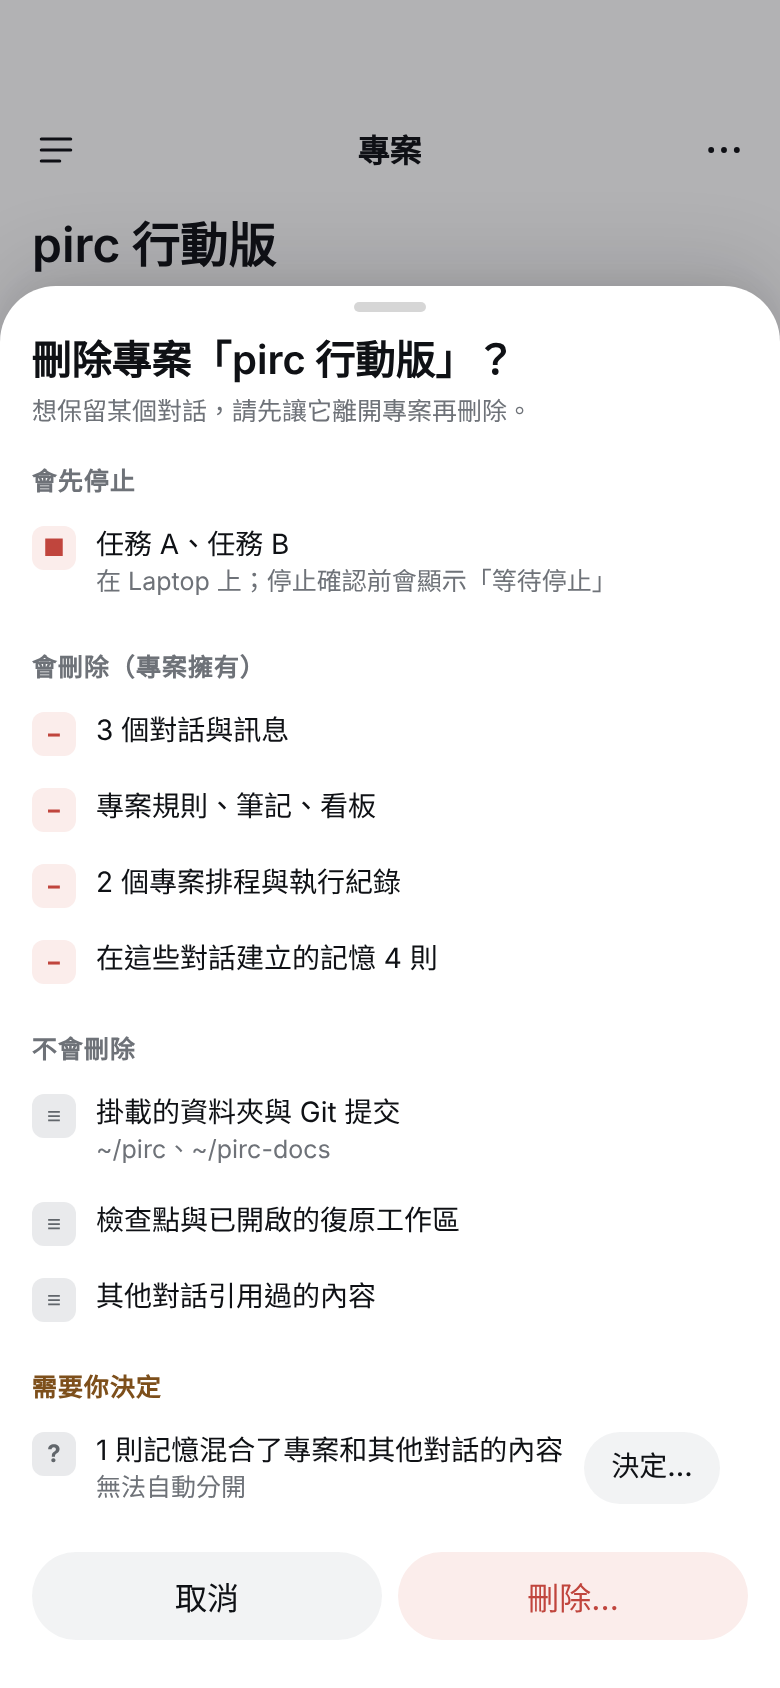 專案
pirc 行動版
刪除專案「pirc 行動版」？
想保留某個對話，請先讓它離開專案再刪除。
會先停止
任務 A、任務 B
在 Laptop 上；停止確認前會顯示「等待停止」
會刪除（專案擁有）
3 個對話與訊息
專案規則、筆記、看板
2 個專案排程與執行紀錄
在這些對話建立的記憶 4 則
不會刪除
掛載的資料夾與 Git 提交
~/pirc、~/pirc-docs
檢查點與已開啟的復原工作區
其他對話引用過的內容
需要你決定
? 1 則記憶混合了專案和其他對話的內容
無法自動分開
決定...
取消
刪除...